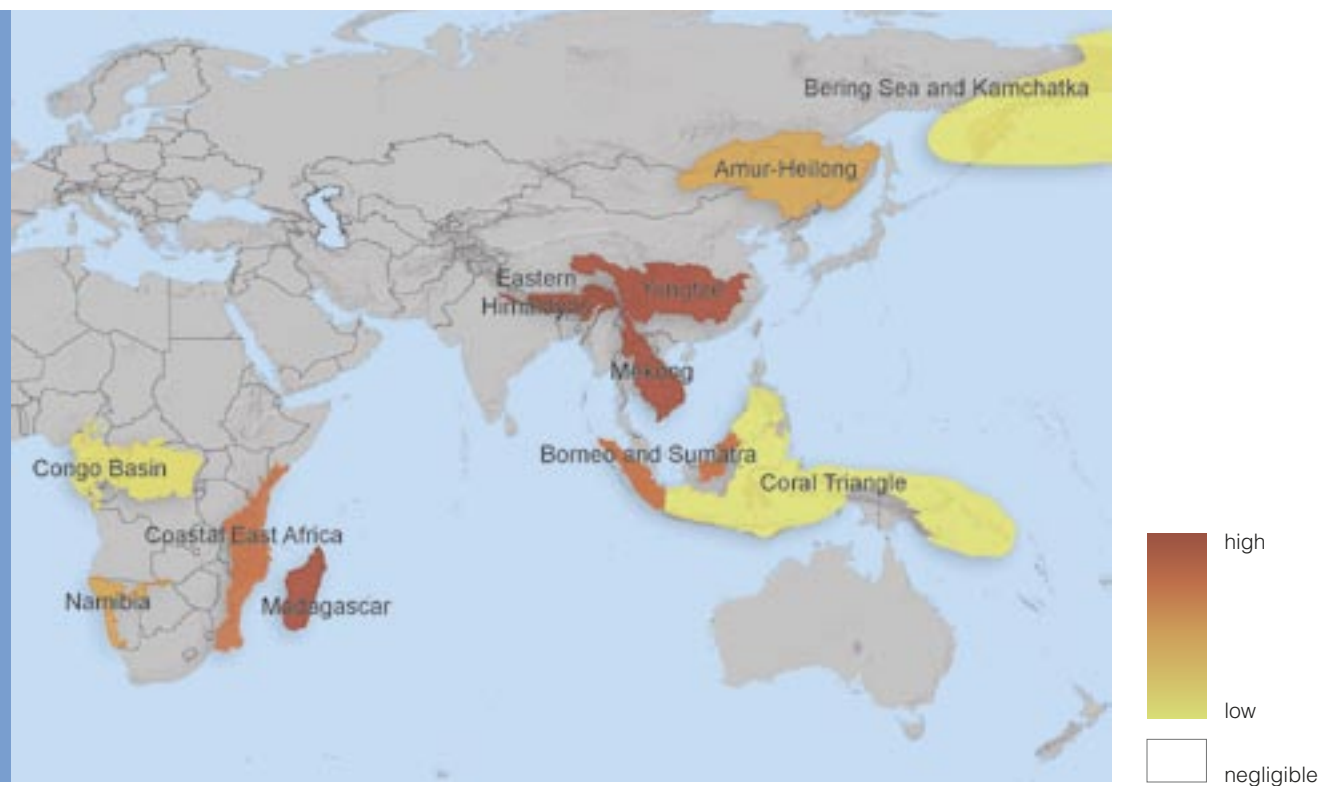 Bering Sea and Kamchatka
Amur-Heilong
Eastern
Himalayas
Yangtze
Mekong
Borneo and Sumatra
Congo Basin
Coral Triangle
Coastal East Africa
Namibia
Madagascar
high
low
negligible